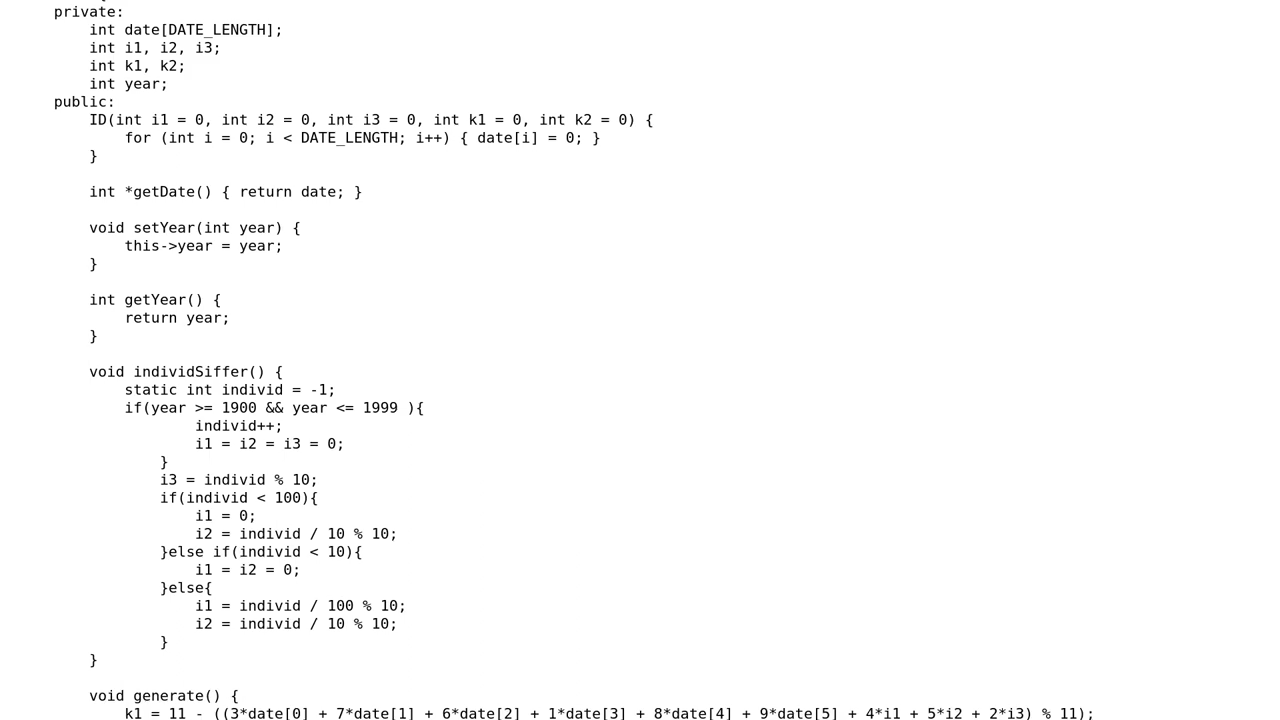 private:
int date[DATE_LENGTH];
int i1, i2, i3;
int k1, k2;
int year;
public:
ID(int i1 = 0, int i2 = 0, int i3 = 0, int k1 = 0, int k2 = 0) {
for (int i = 0; i < DATE_LENGTH; i++) { date[i] = 0; }
}
int *getDate() { return date; }
void setYear(int year) {
this->year = year;
}
int getYear() {
return year;
}
void individSiffer() {
static int individ = -1;
if(year >= 1900 && year <= 1999 ){
individ++;
i1 = i2 = i3 = 0;
}
i3 = individ % 10;
if(individ < 100){
i1 = 0;
i2 = individ / 10 % 10;
}else if(individ < 10){
i1 = i2 = 0;
}else{
i1 = individ / 100 % 10;
i2 = individ / 10 % 10;
}
}
void generate() {
k1 = 11 - ((3*date[0] + 7*date[1] + 6*date[2] + 1*date[3] + 8*date[4] + 9*date[5] + 4*i1 + 5*i2 + 2*i3) % 11);